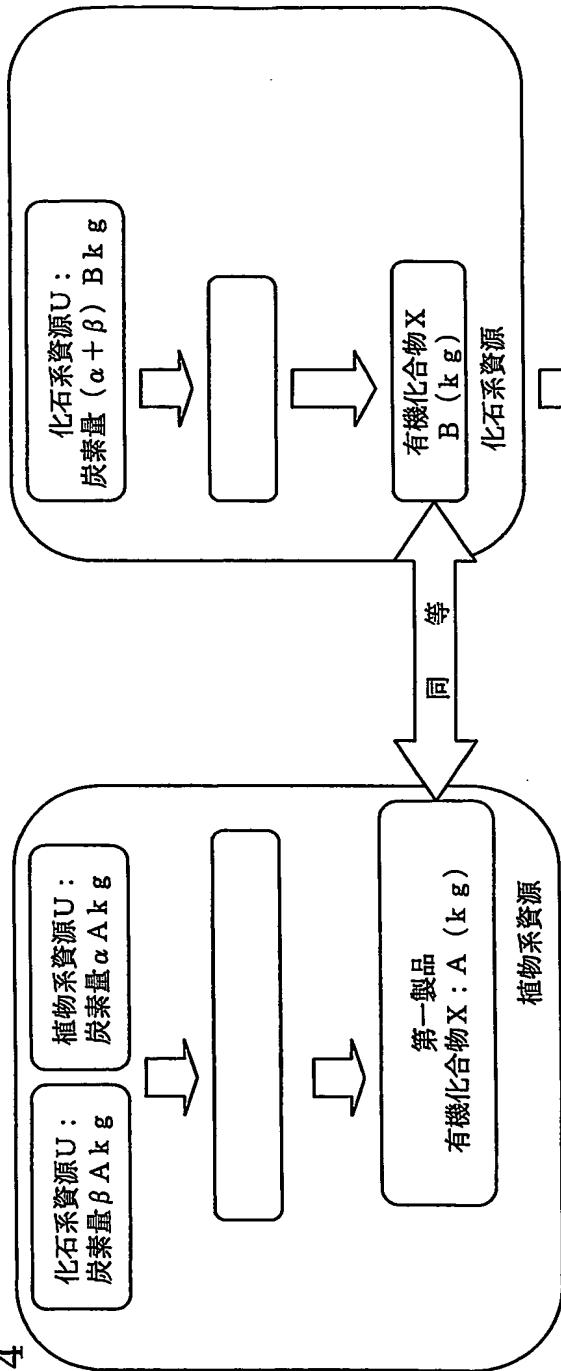 4
化石系資源U:
炭素量βAkg
植物系資源U:
炭素量αAkg
第一製品
有機化合物X:A(kg)
植物系資源
同 等
化石系資源U:
炭素量(α+β)Bkg
有機化合物X
B(kg)
化石系資源